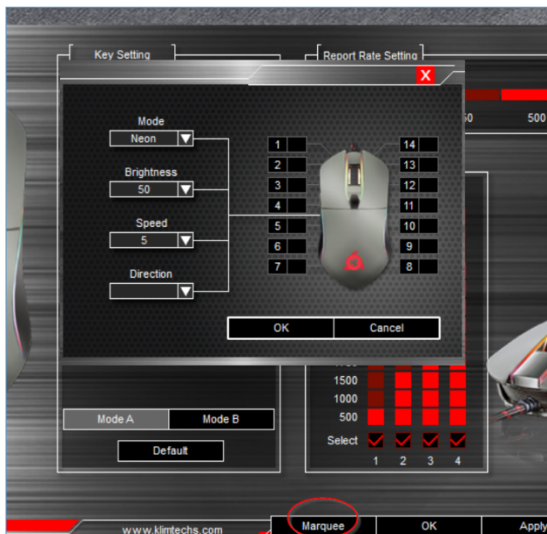 Key Setting
Report Rate Setting
X
Mode
Neon
Brightness
50
Speed
5
Direction
1 14
2 13
3 12
4 11
5 10
6 9
7 8
500
OK Cancel
1500
1000
500
Mode A Mode B
Select
Default
1 2 3 4
www.klimtechs.com
Marquee OK Apply